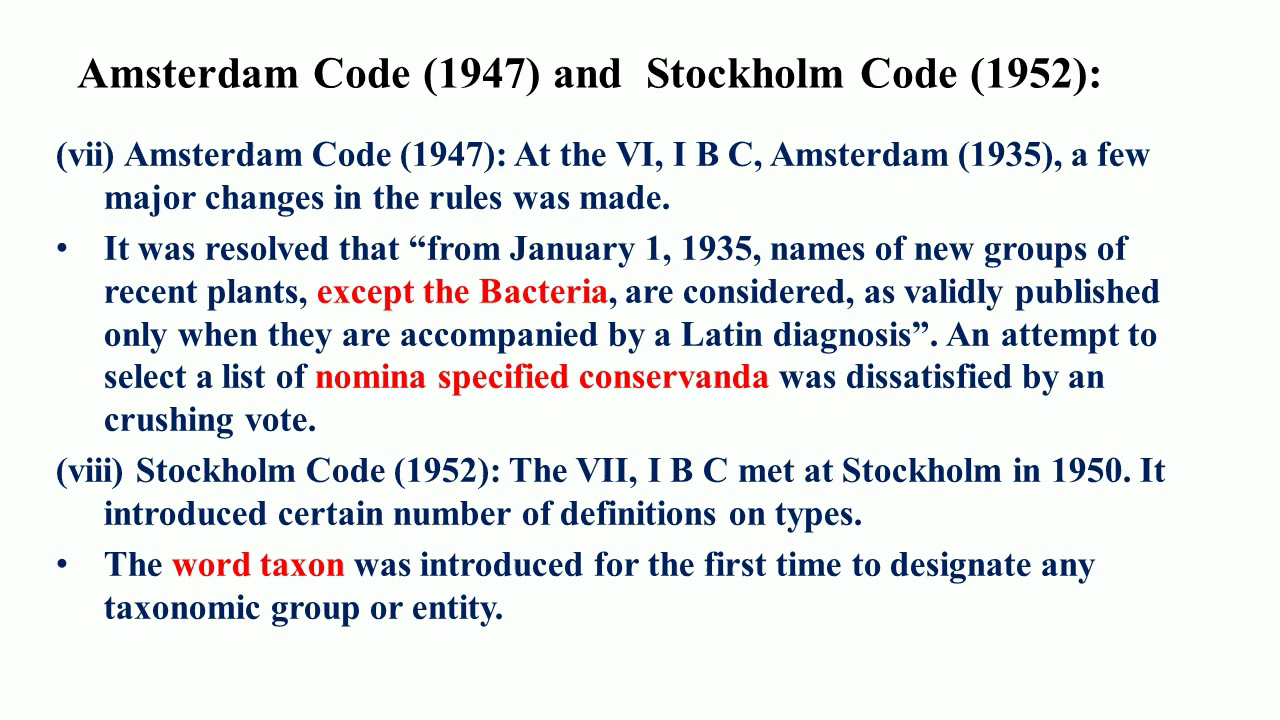 Amsterdam Code (1947) and Stockholm Code (1952):
(vii) Amsterdam Code (1947): At the VI, I B C, Amsterdam (1935), a few
major changes in the rules was made.
• It was resolved that “from January 1, 1935, names of new groups of
recent plants, except the Bacteria, are considered, as validly published
only when they are accompanied by a Latin diagnosis”. An attempt to
select a list of nomina specified conservanda was dissatisfied by an
crushing vote.
(viii) Stockholm Code (1952): The VII, I B C met at Stockholm in 1950. It
introduced certain number of definitions on types.
• The word taxon was introduced for the first time to designate any
taxonomic group or entity.